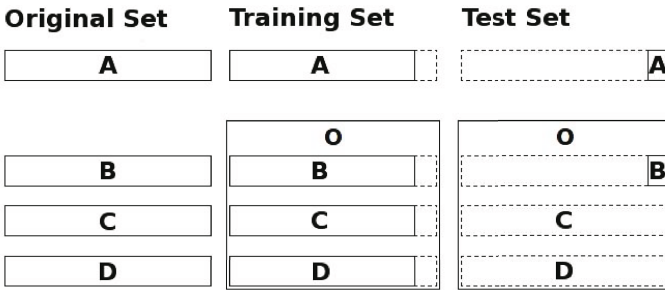 Original Set Training Set Test Set
A A A
O O
B B B
C C C
D D D